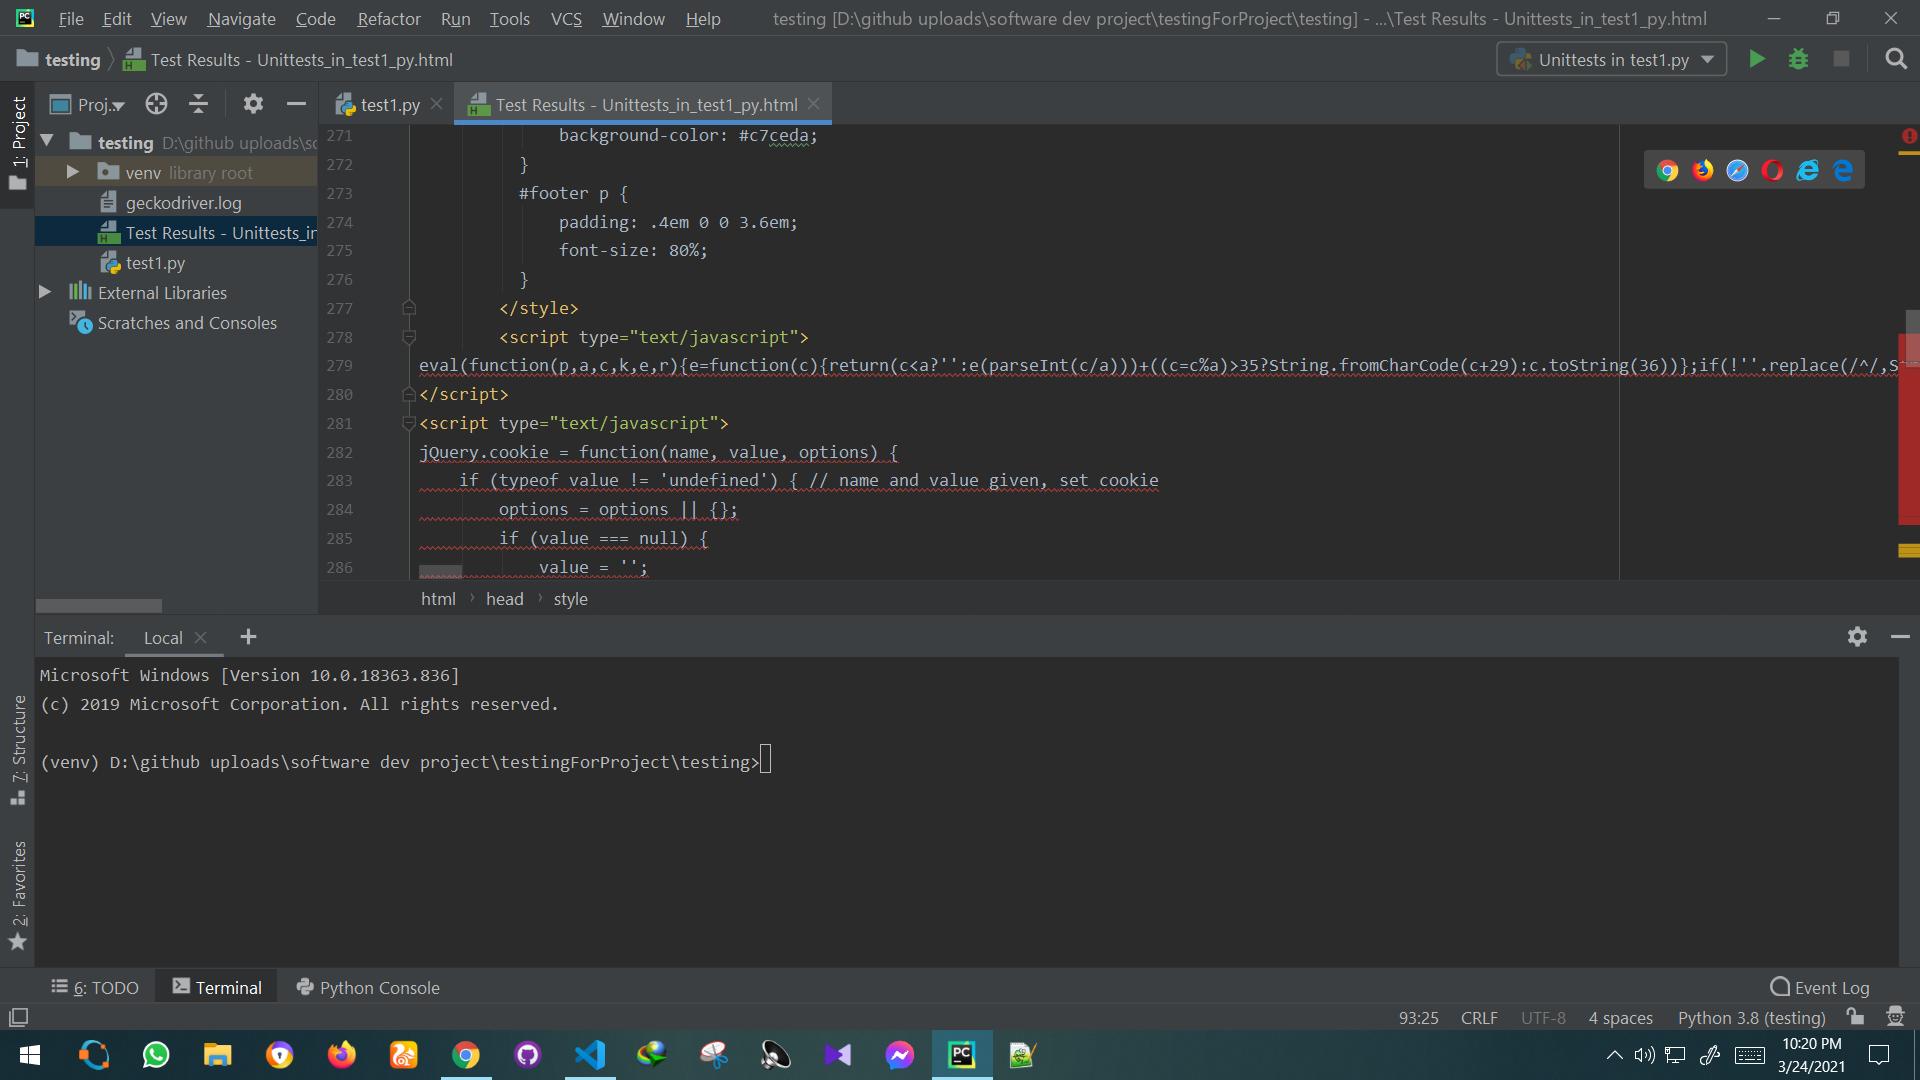 File Edit View Navigate Code Refactor Run Tools VCS Window Help testing [D:\github uploads\software dev project\testingForProject\testing] - ...\Test Results - Unittests_in_test1_py.html
testing Test Results - Unittests_in_test1_py.html Unittests in test1.py
1: Project
Proj..
testing D:\github uploads\so
venv library root
geckodriver.log
Test Results - Unittests_in
test1.py
External Libraries
Scratches and Consoles
test1.py Test Results - Unittests_in_test1_py.html
271 background-color: #c7ceda;
272 }
273 #footer p {
274 padding: .4em 0 0 3.6em;
275 font-size: 80%;
276 }
277 </style>
278 <script type="text/javascript">
279 eval(function(p,a,c,k,e,r){e=function(c){return(c<a?'':e(parseInt(c/a)))+((c=c%a)>35?String.fromCharCode(c+29):c.toString(36))};if(!''.replace(/^/,S
280 </script>
281 <script type="text/javascript">
282 jQuery.cookie = function(name, value, options) {
283 if (typeof value != 'undefined') { // name and value given, set cookie
284 options = options || {};
285 if (value === null) {
286 value = '';
html › head › style
Terminal: Local
Microsoft Windows [Version 10.0.18363.836]
(c) 2019 Microsoft Corporation. All rights reserved.
(venv) D:\github uploads\software dev project\testingForProject\testing>
7: Structure
2: Favorites
6: TODO Terminal Python Console Event Log
93:25 CRLF UTF-8 4 spaces Python 3.8 (testing)
10:20 PM
3/24/2021